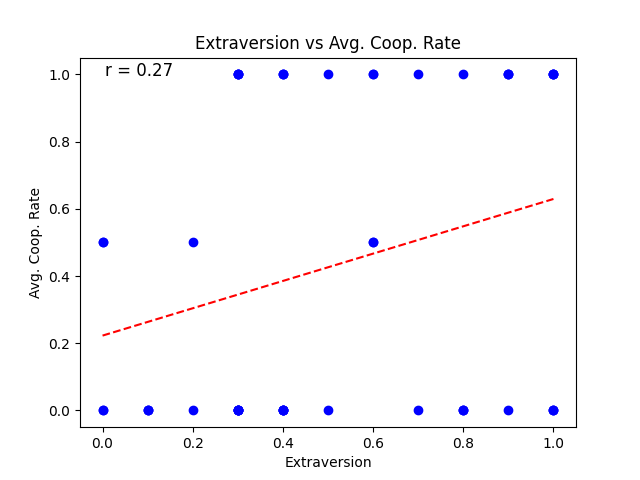 Extraversion vs Avg. Coop. Rate
r = 0.27
1.0
0.8
0.6
0.4
0.2
0.0
Avg. Coop. Rate
0.0 0.2 0.4 0.6 0.8 1.0
Extraversion